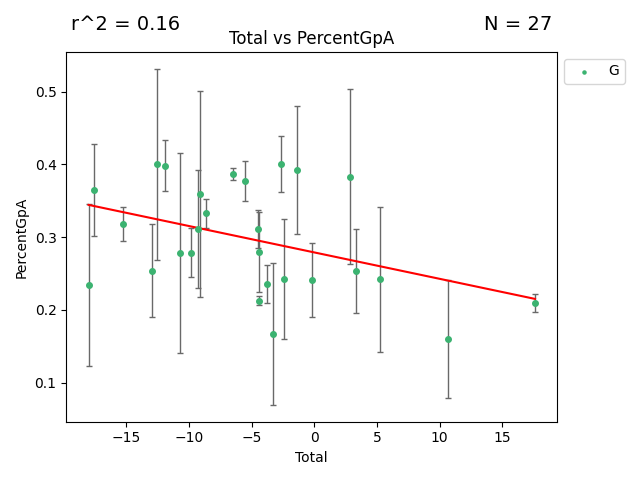 r^2 = 0.16
N = 27
Total vs PercentGpA
G
0.5
0.4
0.3
0.2
0.1
PercentGpA
−15
−10
−5
0
5
10
15
Total